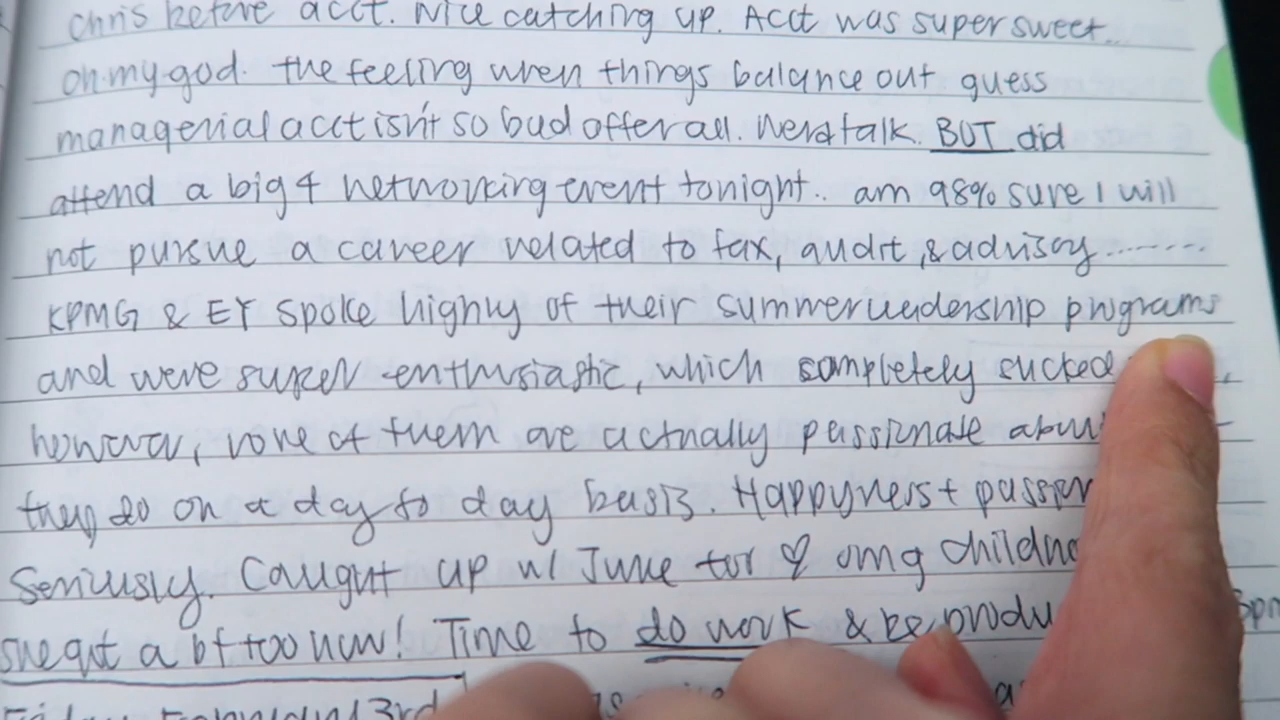 chris before acct. Nice catching up. Acct was super sweet..
oh-my-god. the feeling when things balance out guess
managerial acct isn't so bad after all. Nerd talk. BUT did
attend a big 4 networking event tonight.. am 98% sure I will
not pursue a career related to tax, audit, & advisory.........
KPMG & EY spoke highly of their summer leadership programs
and were super enthusiastic, which completely sucked
however, none of them are actually passionate abou
they do on a day to day basis. Happyness + passion
Seriously. Caught up w/ June tor ♡ omg childho
she got a bf too now! Time to do work & be produ
Friday February 3rd